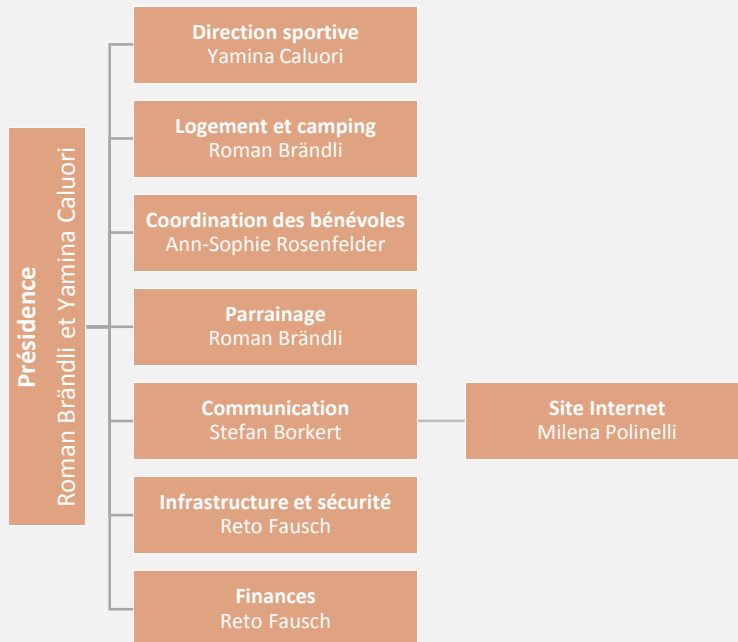 Présidence
Roman Brändli et Yamina Caluori
Direction sportive
Yamina Caluori
Logement et camping
Roman Brändli
Coordination des bénévoles
Ann-Sophie Rosenfelder
Parrainage
Roman Brändli
Communication
Stefan Borkert
Site Internet
Milena Polinelli
Infrastructure et sécurité
Reto Fausch
Finances
Reto Fausch